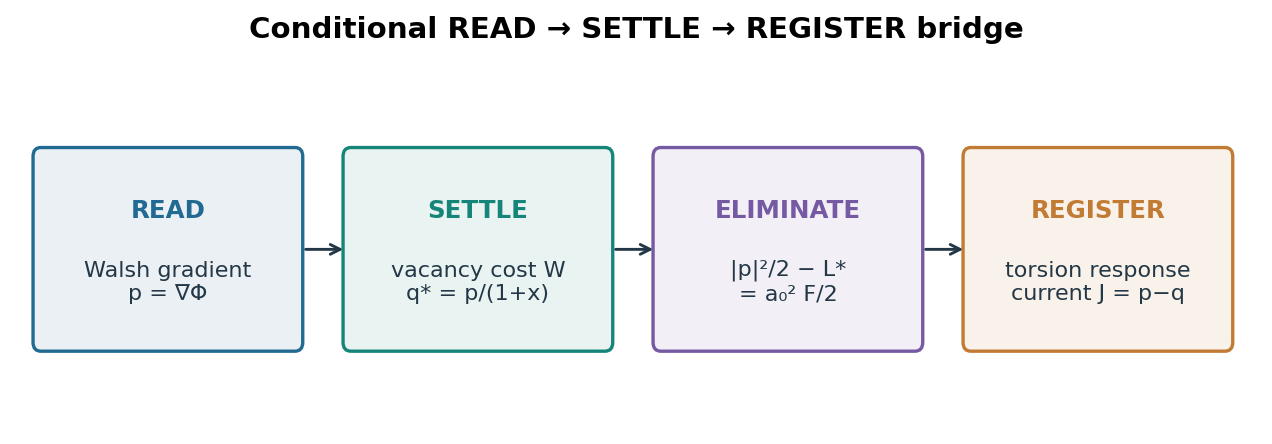 Conditional READ → SETTLE → REGISTER bridge
READ
Walsh gradient
p = ∇Φ
SETTLE
vacancy cost W
q* = p/(1+x)
ELIMINATE
|p|²/2 − L*
= a₀² F/2
REGISTER
torsion response
current J = p−q